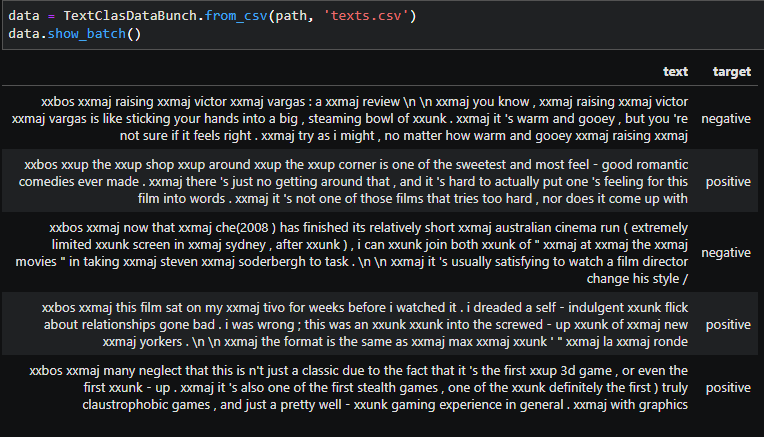 data = TextClasDataBunch.from_csv(path, 'texts.csv')
data.show_batch()
text target
xxbos xxmaj raising xxmaj victor xxmaj vargas : a xxmaj review \n \n xxmaj you know , xxmaj raising xxmaj victor
xxmaj vargas is like sticking your hands into a big , steaming bowl of xxunk . xxmaj it 's warm and gooey , but you 're
not sure if it feels right . xxmaj try as i might , no matter how warm and gooey xxmaj raising xxmaj
negative
xxbos xxup the xxup shop xxup around xxup the xxup corner is one of the sweetest and most feel - good romantic
comedies ever made . xxmaj there 's just no getting around that , and it 's hard to actually put one 's feeling for this
film into words . xxmaj it 's not one of those films that tries too hard , nor does it come up with
positive
xxbos xxmaj now that xxmaj che(2008 ) has finished its relatively short xxmaj australian cinema run ( extremely
limited xxunk screen in xxmaj sydney , after xxunk ) , i can xxunk join both xxunk of " xxmaj at xxmaj the xxmaj
movies " in taking xxmaj steven xxmaj soderbergh to task . \n \n xxmaj it 's usually satisfying to watch a film director
change his style /
negative
xxbos xxmaj this film sat on my xxmaj tivo for weeks before i watched it . i dreaded a self - indulgent xxunk flick
about relationships gone bad . i was wrong ; this was an xxunk xxunk into the screwed - up xxunk of xxmaj new
xxmaj yorkers . \n \n xxmaj the format is the same as xxmaj max xxmaj xxunk ' " xxmaj la xxmaj ronde
positive
xxbos xxmaj many neglect that this is n't just a classic due to the fact that it 's the first xxup 3d game , or even the
first xxunk - up . xxmaj it 's also one of the first stealth games , one of the xxunk definitely the first ) truly
claustrophobic games , and just a pretty well - xxunk gaming experience in general . xxmaj with graphics
positive